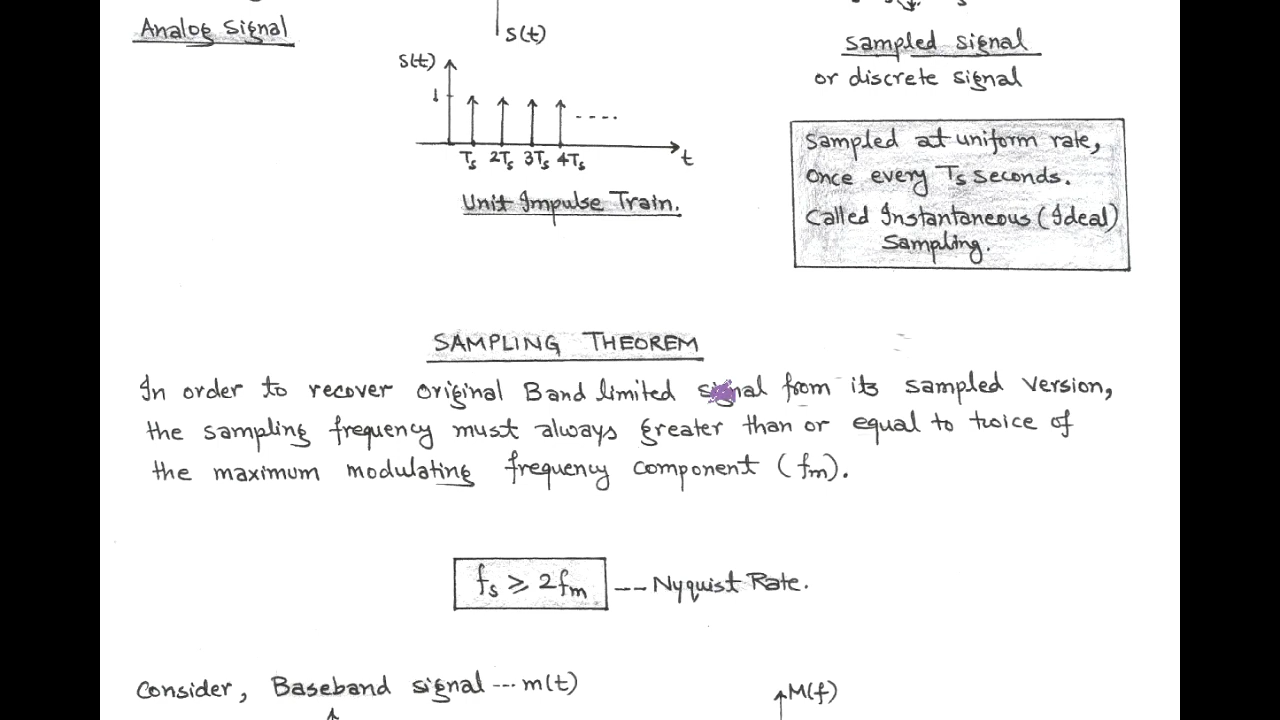 Analog Signal
S(t)
sampled signal
or discrete signal
S(t)
1
Ts 2Ts 3Ts 4Ts
t
Unit Impulse Train.
Sampled at uniform rate,
once every Ts seconds.
Called Instantaneous (Ideal)
Sampling.
SAMPLING THEOREM
In order to recover original Band limited signal from its sampled version,
the sampling frequency must always greater than or equal to twice of
the maximum modulating frequency component (fm).
fs ≥ 2fm -- Nyquist Rate.
Consider, Baseband signal --- m(t)
M(f)